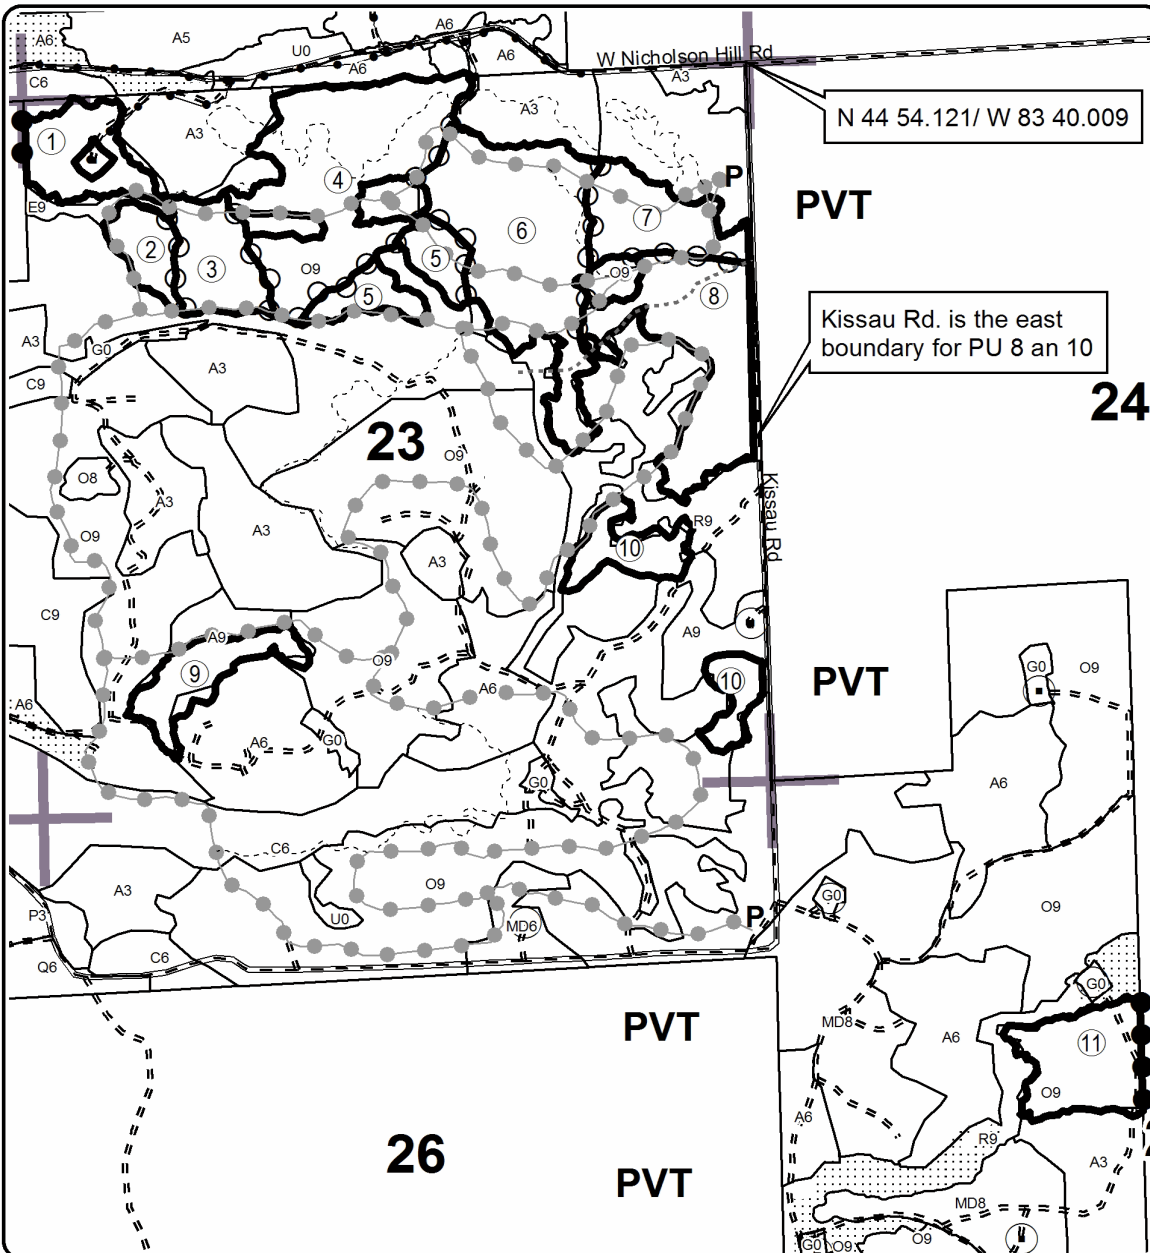 A6
A5
U0
A6
A6
A6
W Nicholson Hill Rd
C6
A3
A3
A3
N 44 54.121/ W 83 40.009
1
4
P
PVT
E9
7
2
6
3
5
O9
O9
8
5
Kissau Rd. is the east
boundary for PU 8 an 10
A3
G0
A3
C9
24
23
O9
O8
A3
Kissau Rd
O9
A3
R9
10
A3
C9
A9
A9
O9
9
G0
O9
10
PVT
A6
A6
A6
G0
G0
A6
C6
A3
O9
G0
O9
P3
U0
MD6
P
C6
Q6
G0
PVT
MD8
A6
11
O9
A6
R9
26
A3
PVT
MD8
G0
O9
O9